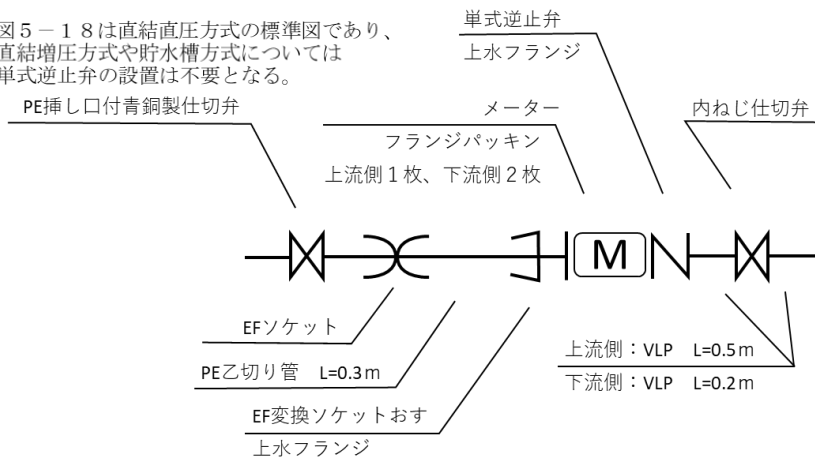 図５－１８は直結直圧方式の標準図であり、
直結増圧方式や貯水槽方式については
単式逆止弁の設置は不要となる。
単式逆止弁
上水フランジ
PE挿し口付青銅製仕切弁
メーター
フランジパッキン
上流側１枚、下流側２枚
内ねじ仕切弁
M
EFソケット
PE乙切り管 L=0.3ｍ
EF変換ソケットおす
上水フランジ
上流側：VLP L=0.5ｍ
下流側：VLP L=0.2ｍ